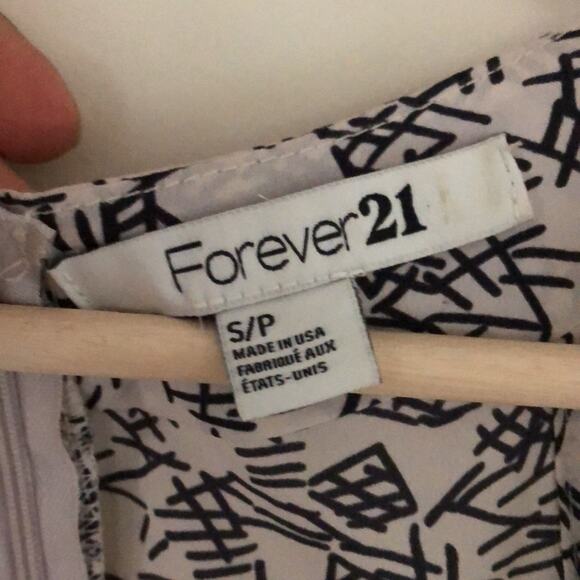 Forever21
S/P
MADE IN USA
FABRIQUÉ AUX
ÉTATS-UNIS